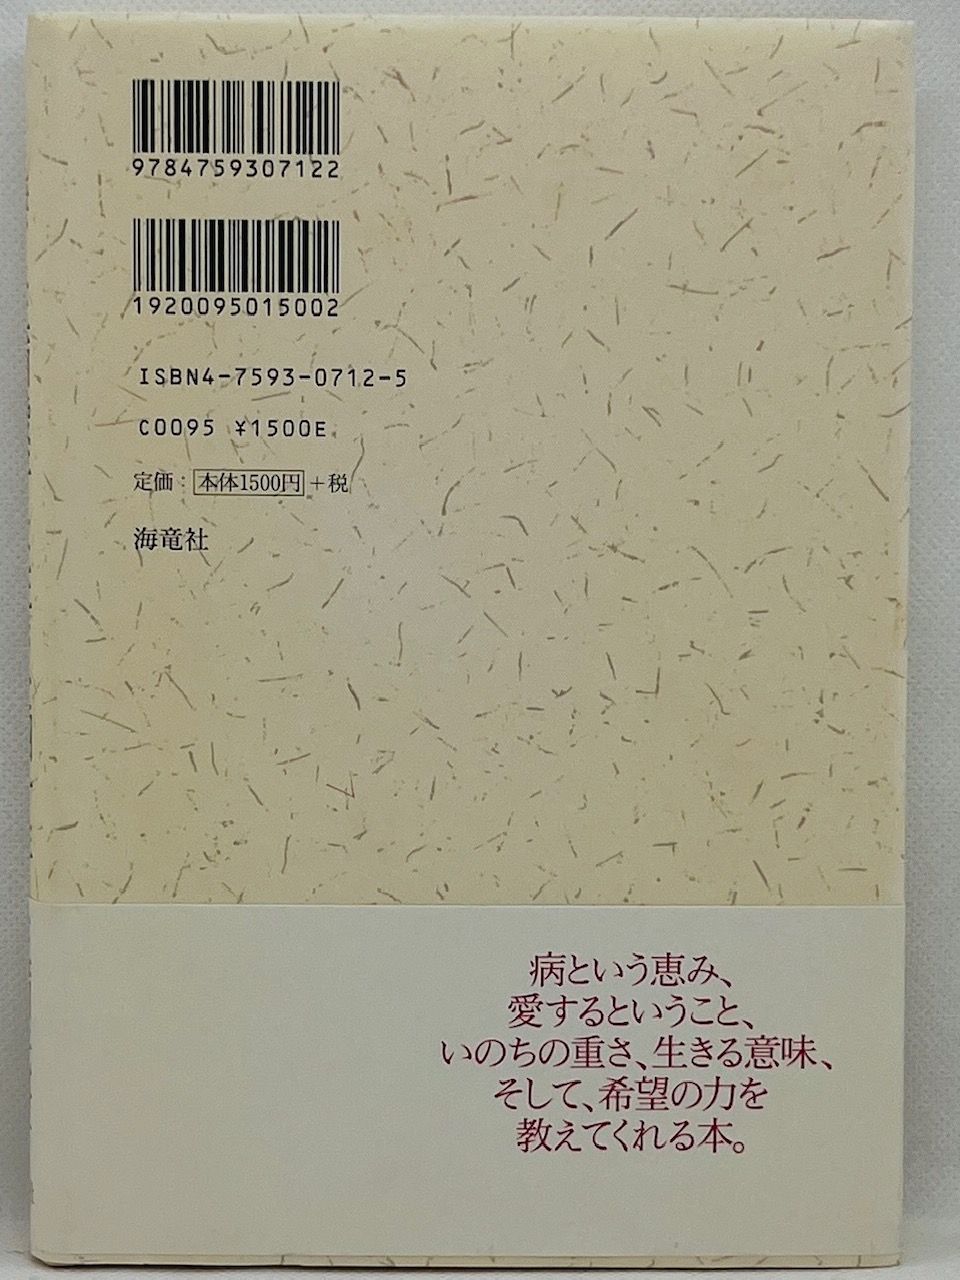 9784759307122
1920095015002
ISBN4-7593-0712-5
C0095 ¥1500E
定価：本体1500円＋税
海竜社
病という恵み、
愛するということ、
いのちの重さ、生きる意味、
そして、希望の力を
教えてくれる本。